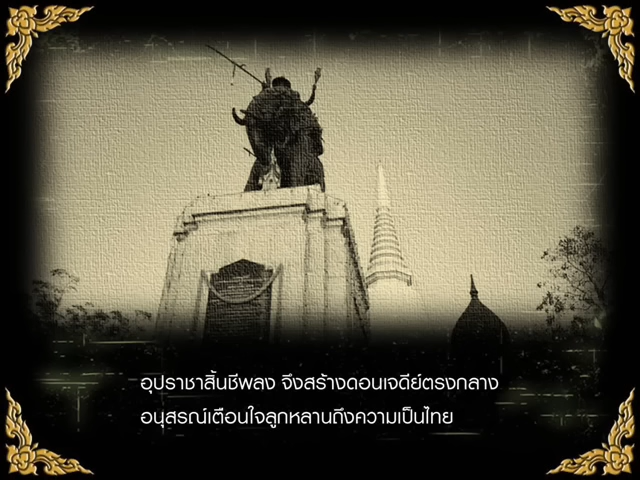 อุปราชาสิ้นชีพลง จึงสร้างดอนเจดีย์ตรงกลาง
อนุสรณ์เตือนใจลูกหลานถึงความเป็นไทย